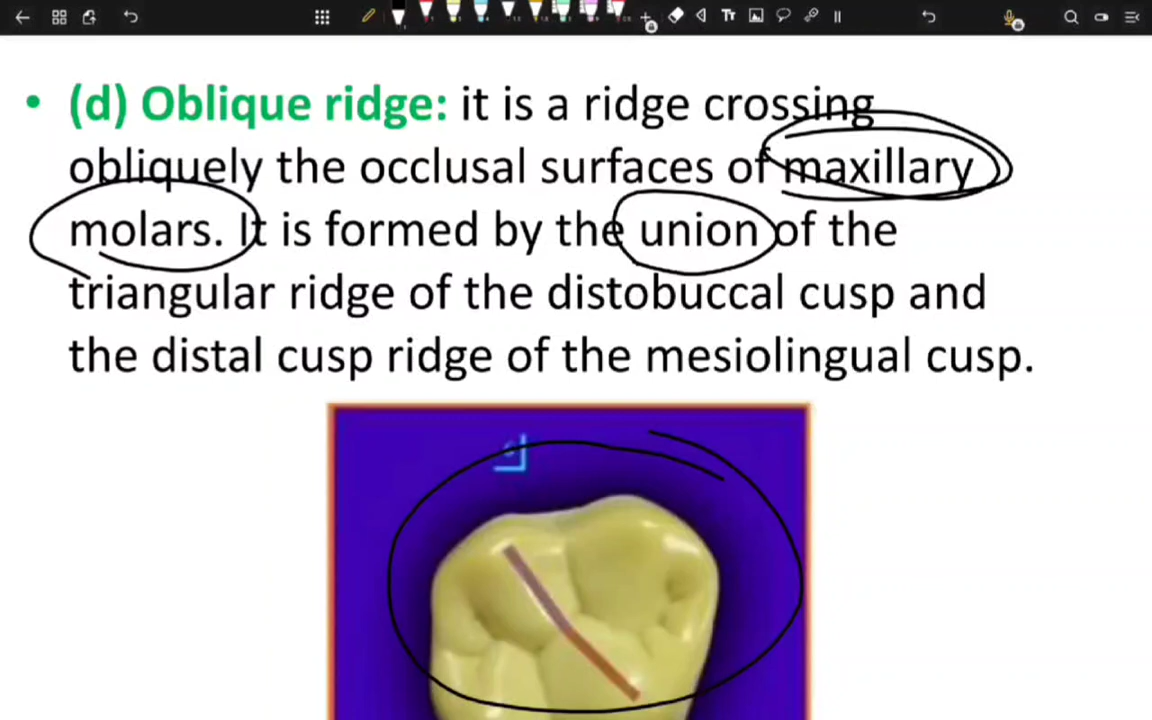 • (d) Oblique ridge: it is a ridge crossing
obliquely the occlusal surfaces of maxillary
molars. It is formed by the union of the
triangular ridge of the distobuccal cusp and
the distal cusp ridge of the mesiolingual cusp.